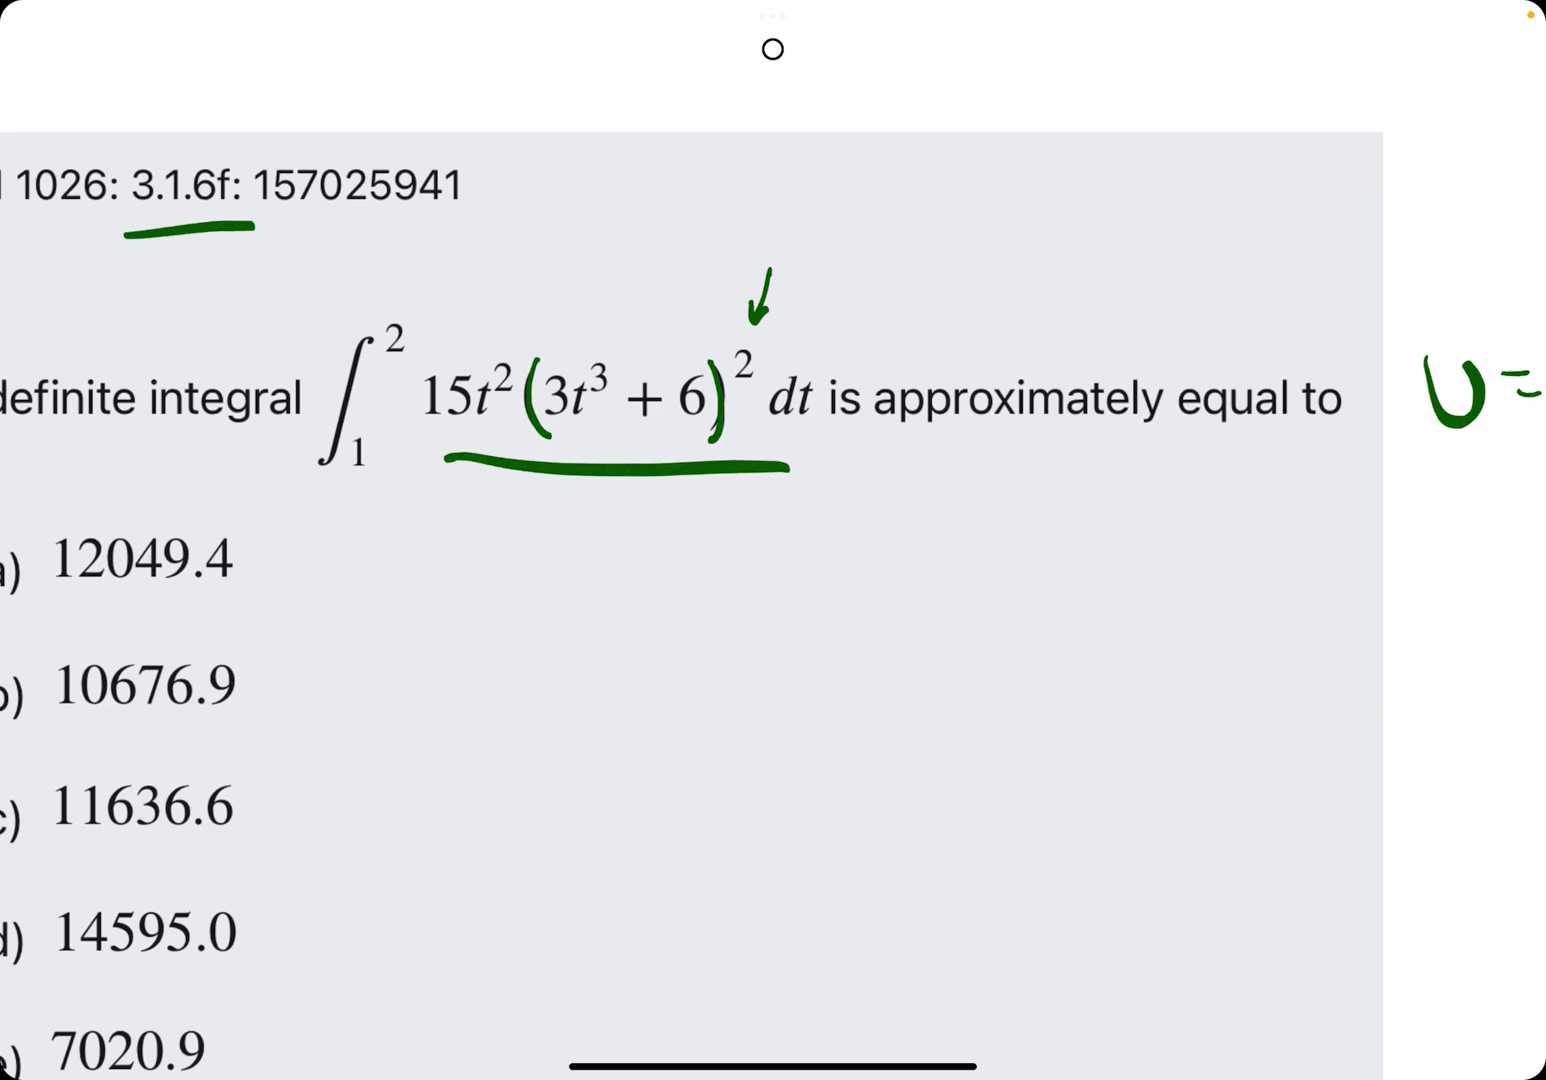 1026: 3.1.6f: 157025941
definite integral ∫₁² 15t²(3t³ + 6)² dt is approximately equal to U =
a) 12049.4
b) 10676.9
c) 11636.6
d) 14595.0
e) 7020.9